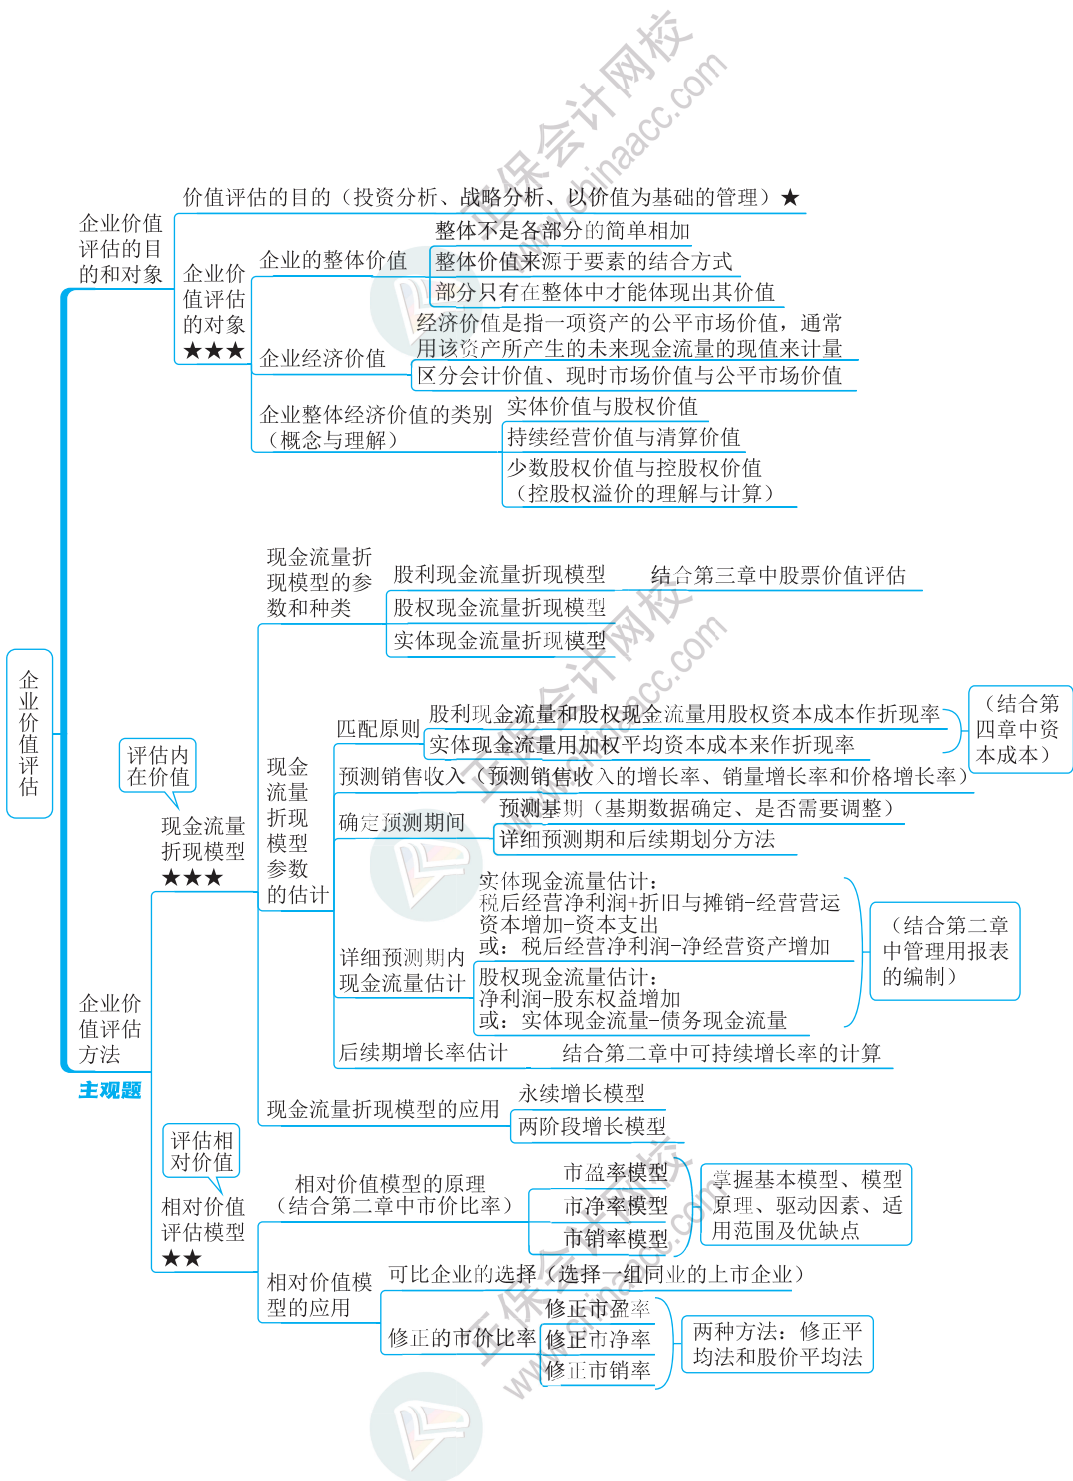 企业价值评估
企业价值
评估的目
的和对象
价值评估的目的（投资分析、战略分析、以价值为基础的管理）★
企业价
值评估
的对象
★★★
企业的整体价值
整体不是各部分的简单相加
整体价值来源于要素的结合方式
部分只有在整体中才能体现出其价值
企业经济价值
经济价值是指一项资产的公平市场价值，通常
用该资产所产生的未来现金流量的现值来计量
区分会计价值、现时市场价值与公平市场价值
企业整体经济价值的类别
（概念与理解）
实体价值与股权价值
持续经营价值与清算价值
少数股权价值与控股权价值
（控股权溢价的理解与计算）
企业价
值评估
方法
主观题
评估内
在价值
现金流量
折现模型
★★★
现金流量折
现模型的参
数和种类
股利现金流量折现模型
结合第三章中股票价值评估
股权现金流量折现模型
实体现金流量折现模型
现金
流量
折现
模型
参数
的估计
匹配原则
股利现金流量和股权现金流量用股权资本成本作折现率
实体现金流量用加权平均资本成本来作折现率
（结合第
四章中资
本成本）
预测销售收入（预测销售收入的增长率、销量增长率和价格增长率）
确定预测期间
预测基期（基期数据确定、是否需要调整）
详细预测期和后续期划分方法
详细预测期内
现金流量估计
实体现金流量估计：
税后经营净利润+折旧与摊销-经营营运
资本增加-资本支出
或：税后经营净利润-净经营资产增加
股权现金流量估计：
净利润-股东权益增加
或：实体现金流量-债务现金流量
（结合第二章
中管理用报表
的编制）
后续期增长率估计
结合第二章中可持续增长率的计算
现金流量折现模型的应用
永续增长模型
两阶段增长模型
评估相
对价值
相对价值
评估模型
★★
相对价值模型的原理
（结合第二章中市价比率）
市盈率模型
市净率模型
市销率模型
掌握基本模型、模型
原理、驱动因素、适
用范围及优缺点
相对价值模
型的应用
可比企业的选择（选择一组同业的上市企业）
修正的市价比率
修正市盈率
修正市净率
修正市销率
两种方法：修正平
均法和股价平均法
正保会计网校
www.chinaacc.com
正保会计网校
www.chinaacc.com
正保会计网校
www.chinaacc.com